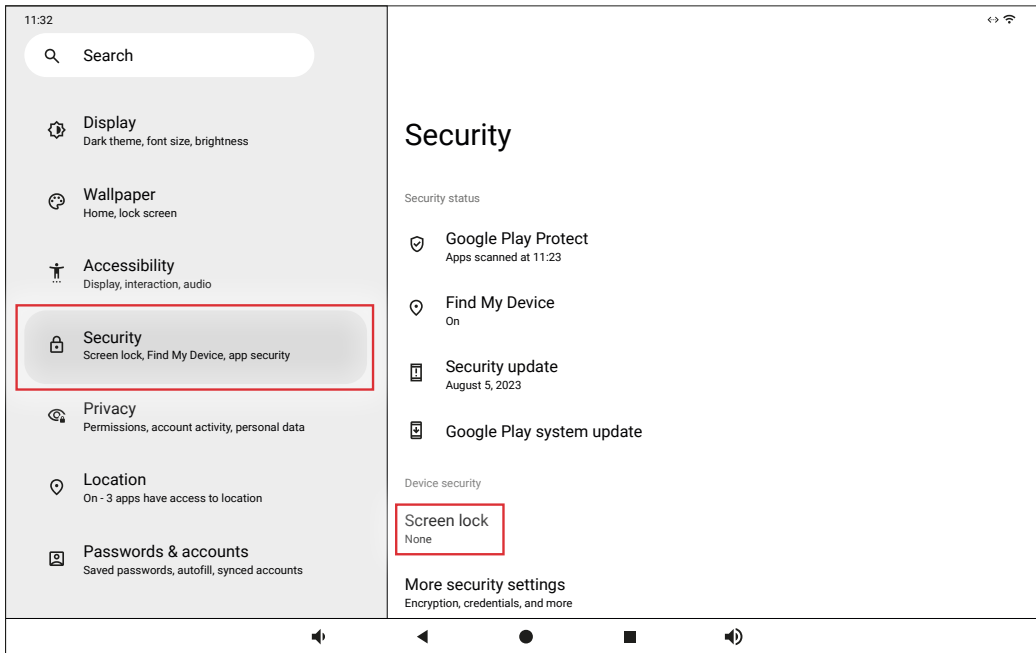 11:32
Search
Display
Dark theme, font size, brightness
Wallpaper
Home, lock screen
Accessibility
Display, interaction, audio
Security
Screen lock, Find My Device, app security
Privacy
Permissions, account activity, personal data
Location
On - 3 apps have access to location
Passwords & accounts
Saved passwords, autofill, synced accounts
Security
Security status
Google Play Protect
Apps scanned at 11:23
Find My Device
On
Security update
August 5, 2023
Google Play system update
Device security
Screen lock
None
More security settings
Encryption, credentials, and more